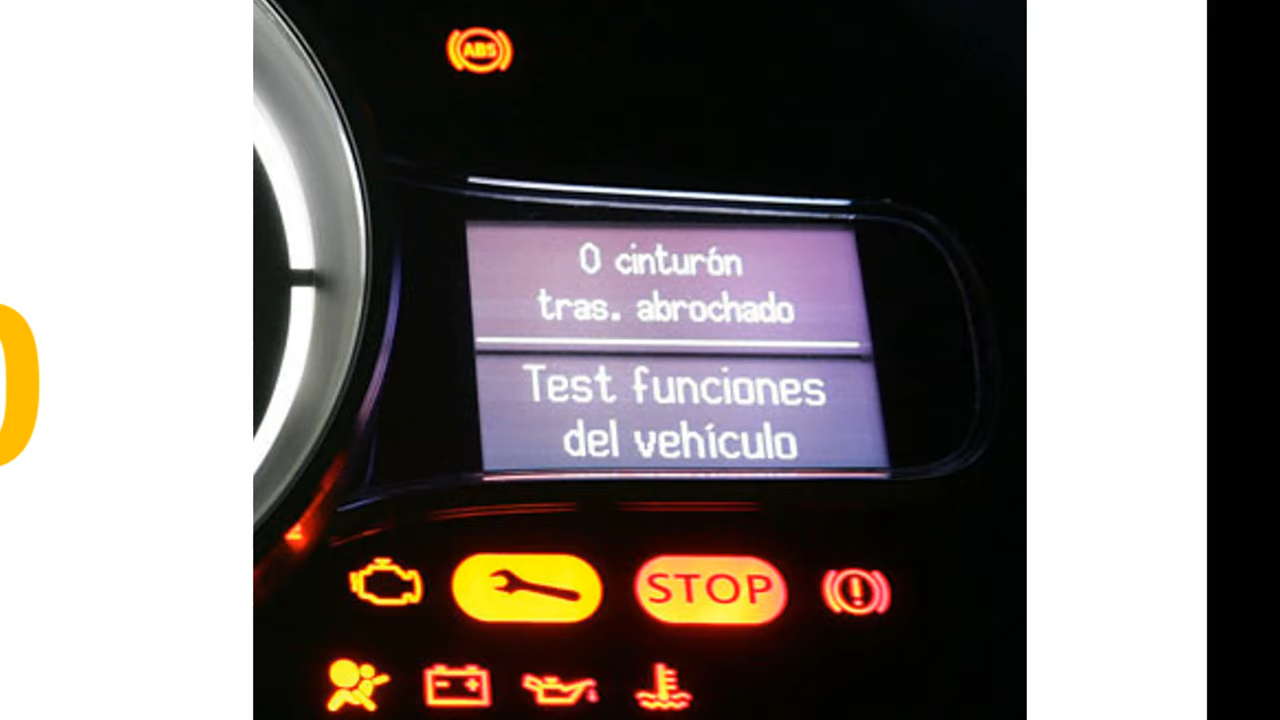 ABS
0 cinturón
tras. abrochado
Test funciones
del vehículo
STOP